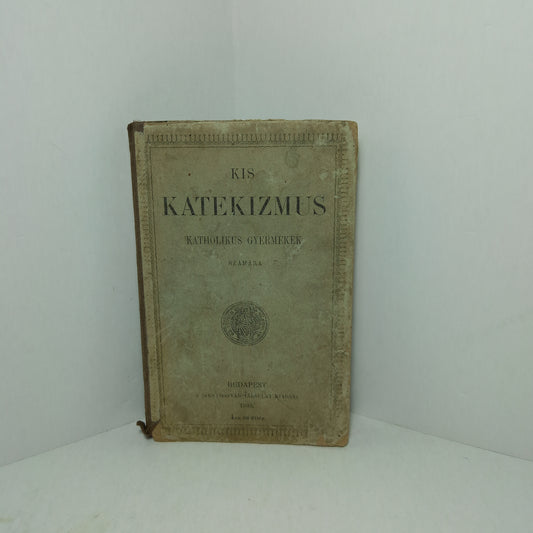 KIS
KATEKIZMUS
KATHOLIKUS GYERMEKEK
SZÁMÁRA
BUDAPEST